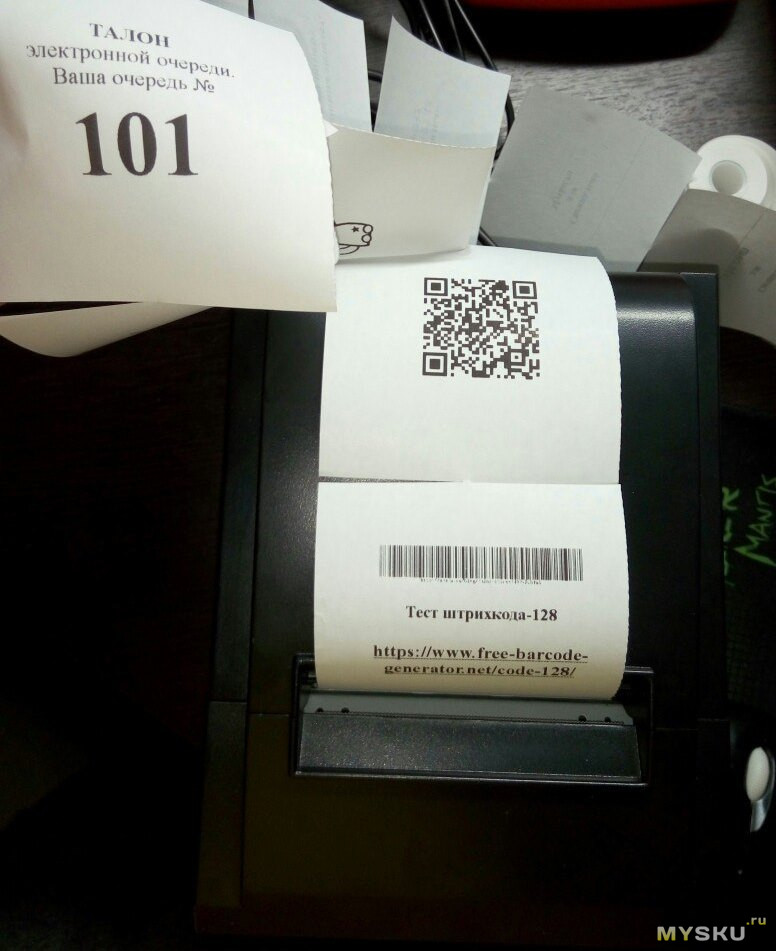 ТАЛОН
электронной очереди.
Ваша очередь №
101
Тест штрихкода-128
https://www.free-barcode-
generator.net/code-128/
MANTIS
MYSKU.ru